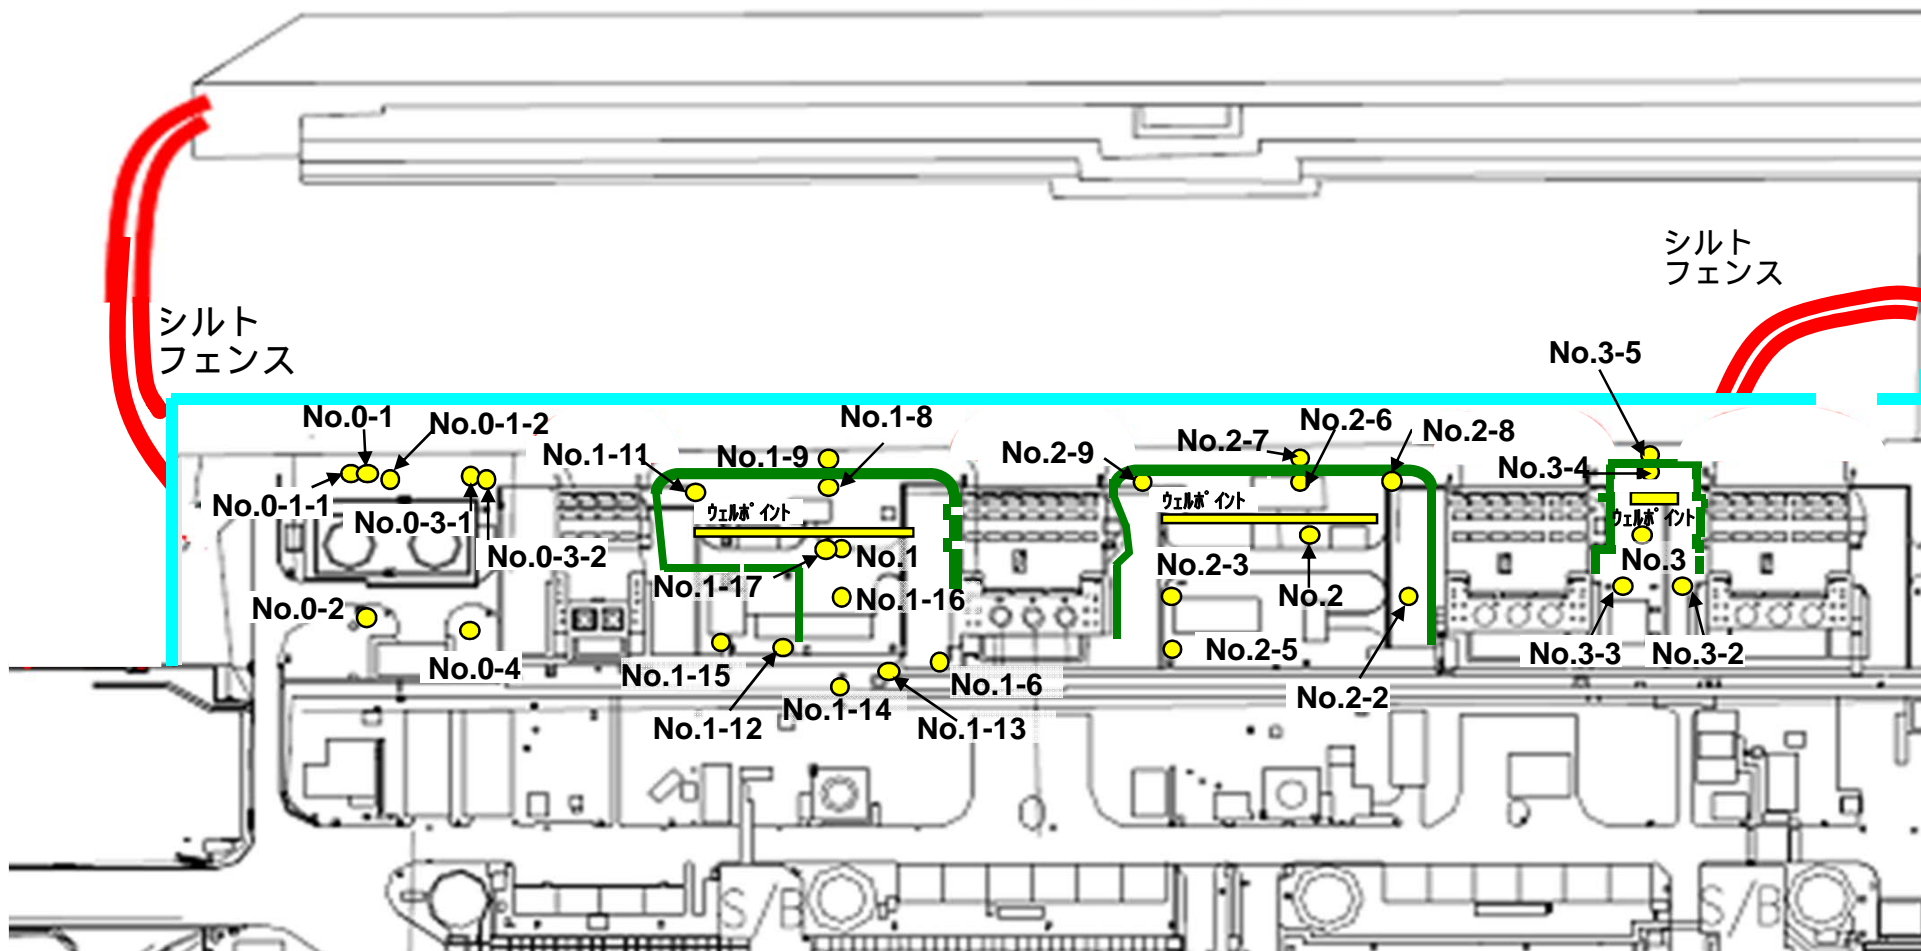 シルト
フェンス
シルト
フェンス
No.3-5
No.0-1
No.0-1-2
No.1-8
No.2-6
No.2-7
No.2-8
No.1-11
No.1-9
No.2-9
No.3-4
No.0-1-1
No.0-3-1
ｳｪﾙﾎﾟｲﾝﾄ
ｳｪﾙﾎﾟｲﾝﾄ
ｳｪﾙﾎﾟｲﾝﾄ
No.0-3-2
No.1
No.3
No.1-17
No.2-3
No.0-2
No.1-16
No.2
No.0-4
No.1-15
No.1-6
No.2-5
No.3-3
No.3-2
No.1-12
No.1-14
No.1-13
No.2-2
S/B
S/B